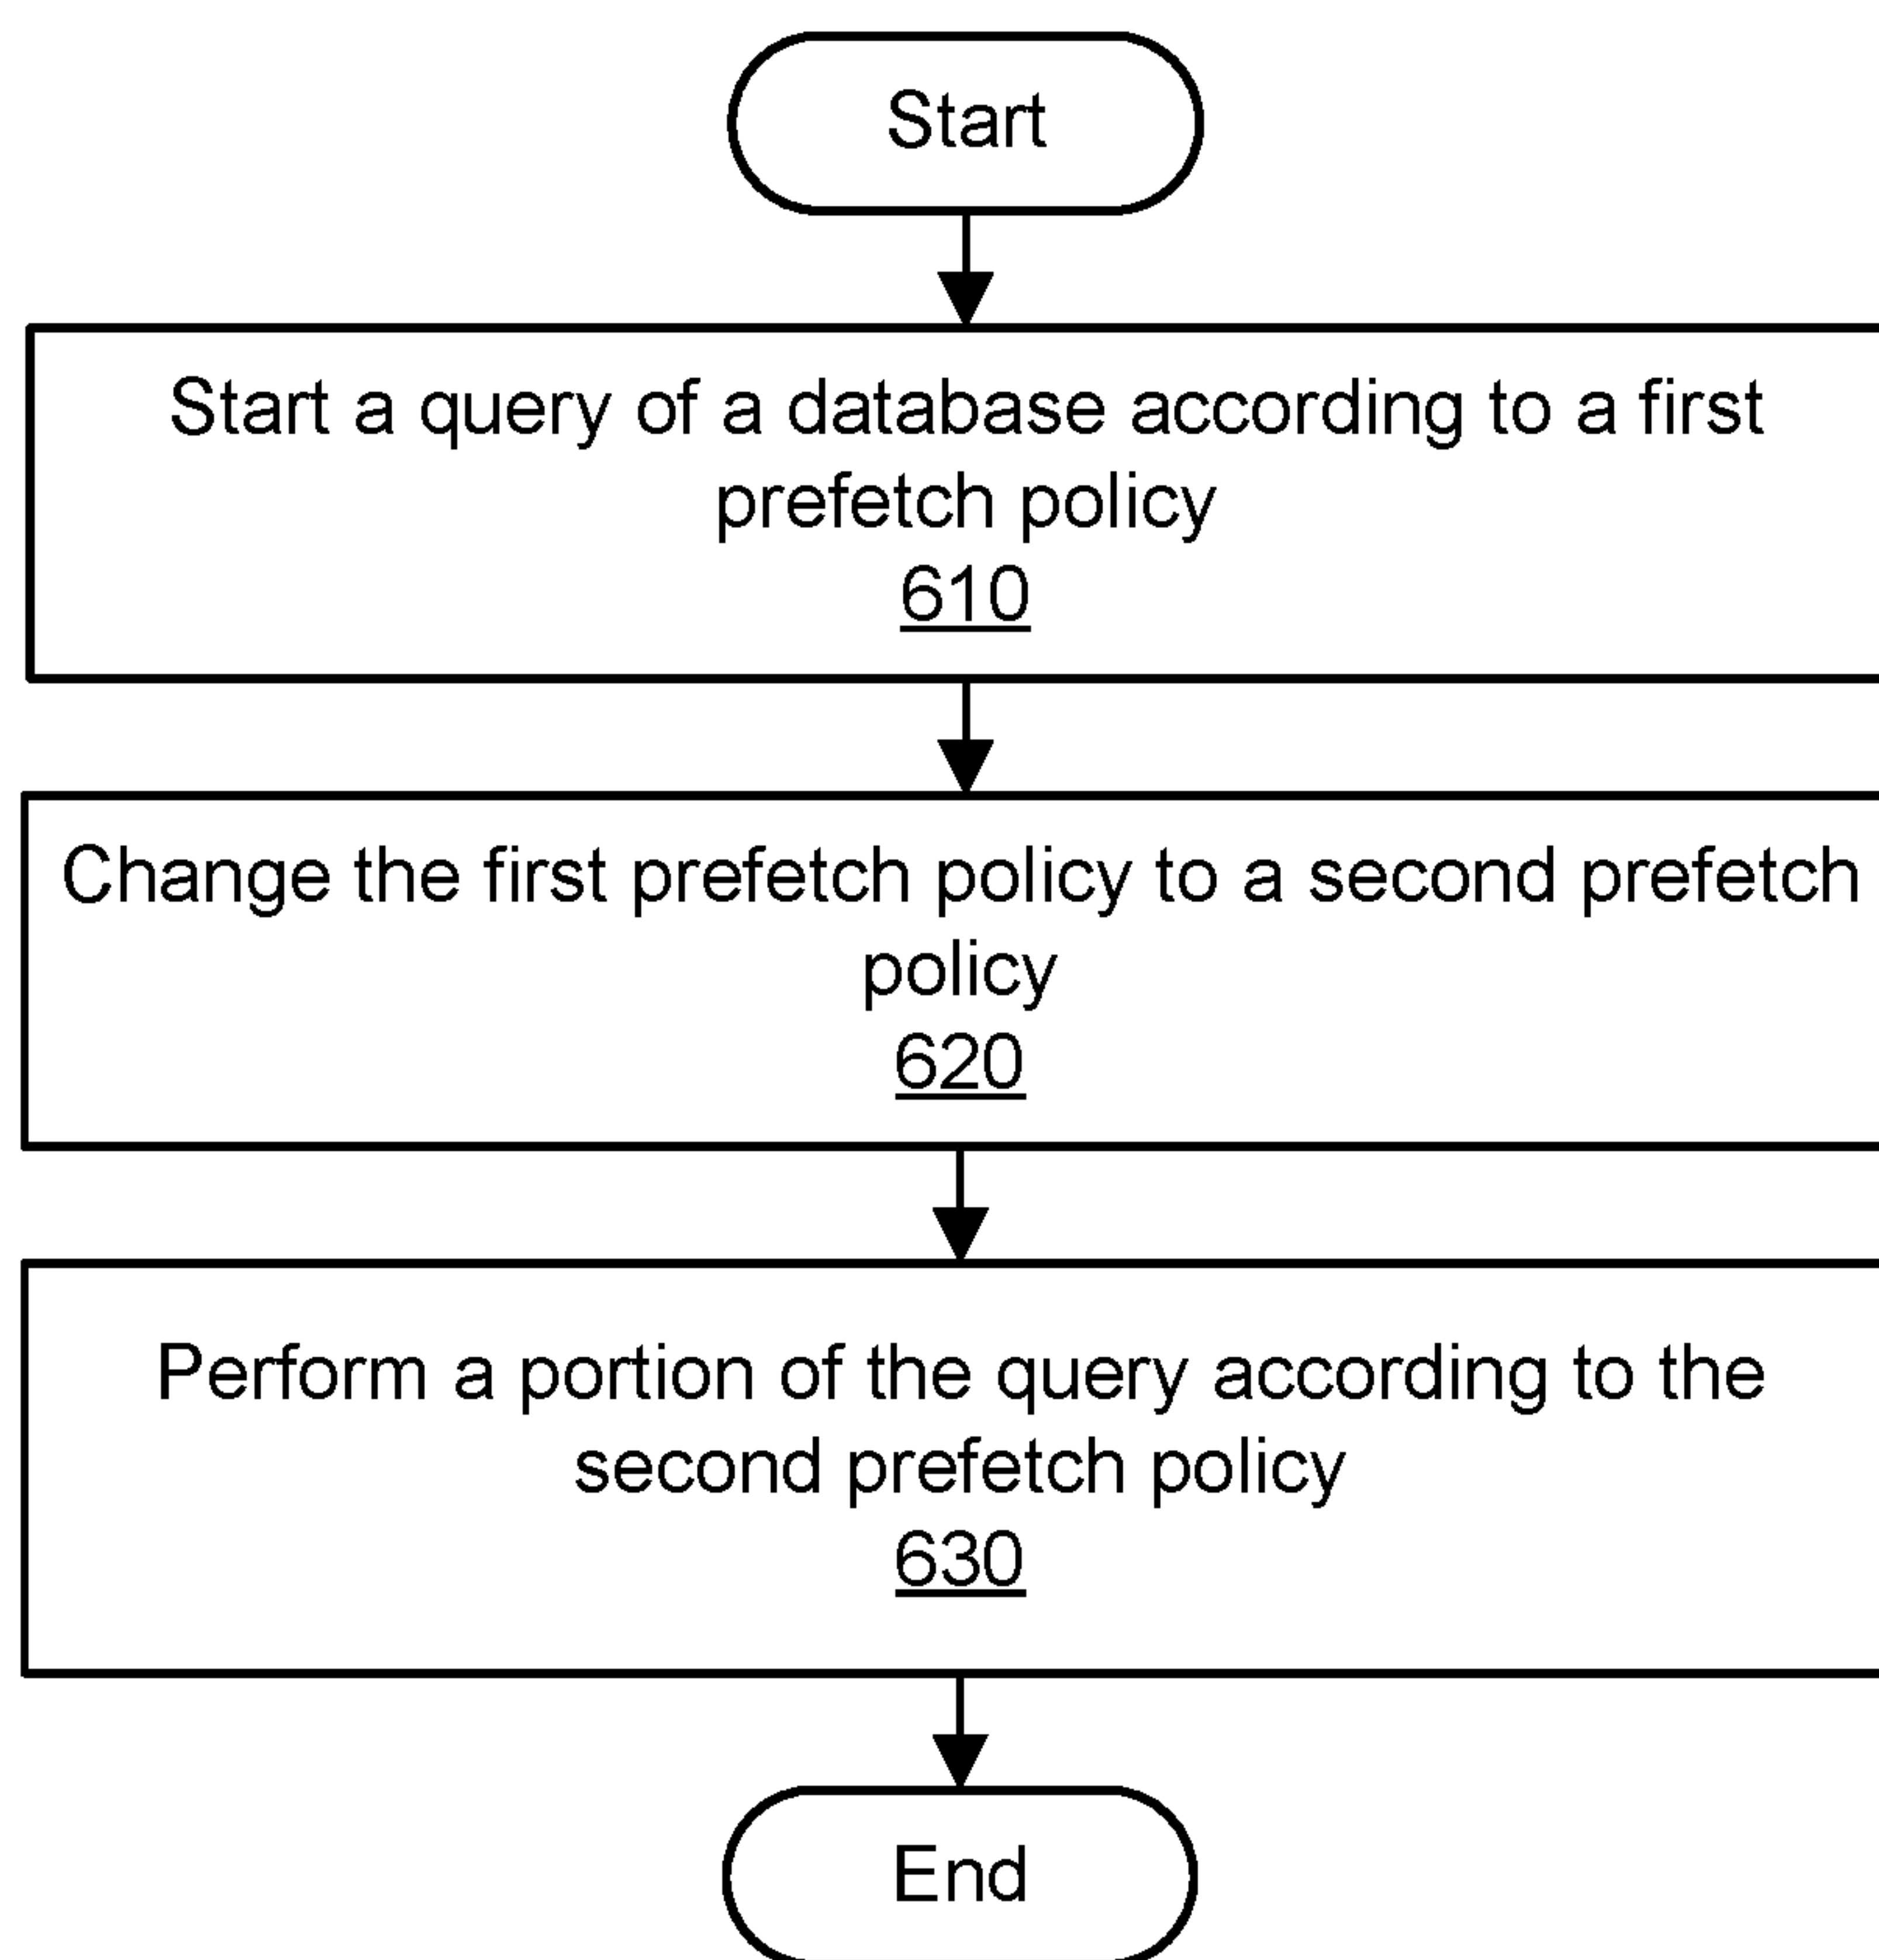 Start
Start a query of a database according to a first
prefetch policy
610
Change the first prefetch policy to a second prefetch
policy
620
Perform a portion of the query according to the
second prefetch policy
630
End